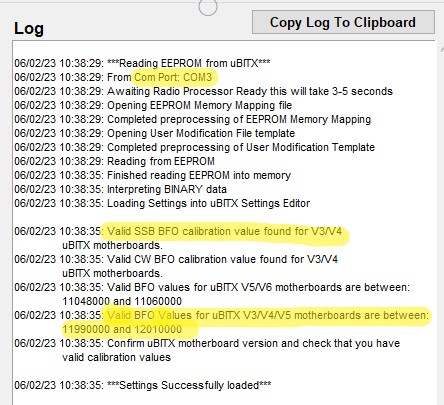 Copy Log To Clipboard
Log
06/02/23 10:38:29: ***Reading EEPROM from uBITX***
06/02/23 10:38:29: From Com Port: COM3
06/02/23 10:38:29: Awaiting Radio Processor Ready this will take 3-5 seconds
06/02/23 10:38:29: Opening EEPROM Memory Mapping file
06/02/23 10:38:29: Completed preprocessing of EEPROM Memory Mapping
06/02/23 10:38:29: Opening User Modification File template
06/02/23 10:38:29: Completed preprocessing of User Modification Template
06/02/23 10:38:29: Reading from EEPROM
06/02/23 10:38:35: Finished reading EEPROM into memory
06/02/23 10:38:35: Interpreting BINARY data
06/02/23 10:38:35: Loading Settings into uBITX Settings Editor
06/02/23 10:38:35: Valid SSB BFO calibration value found for V3/V4
uBITX motherboards.
06/02/23 10:38:35: Valid CW BFO calibration value found for V3/V4
uBITX motherboards.
06/02/23 10:38:35: Valid BFO values for uBITX V5/V6 motherboards are between:
11048000 and 11060000
06/02/23 10:38:35: Valid BFO Values for uBITX V3/V4/V5 motherboards are between:
11990000 and 12010000
06/02/23 10:38:35: Confirm uBITX motherboard version and check that you have
valid calibration values
06/02/23 10:38:35: ***Settings Successfully loaded***